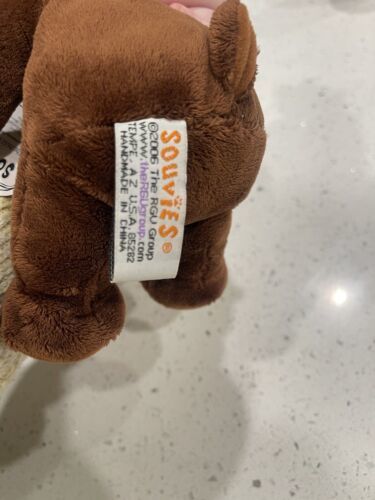 SOUVIES®
©2006 The RGU Group
www.theRGUgroup.com
TEMPE, AZ U.S.A. 85282
HANDMADE IN CHINA